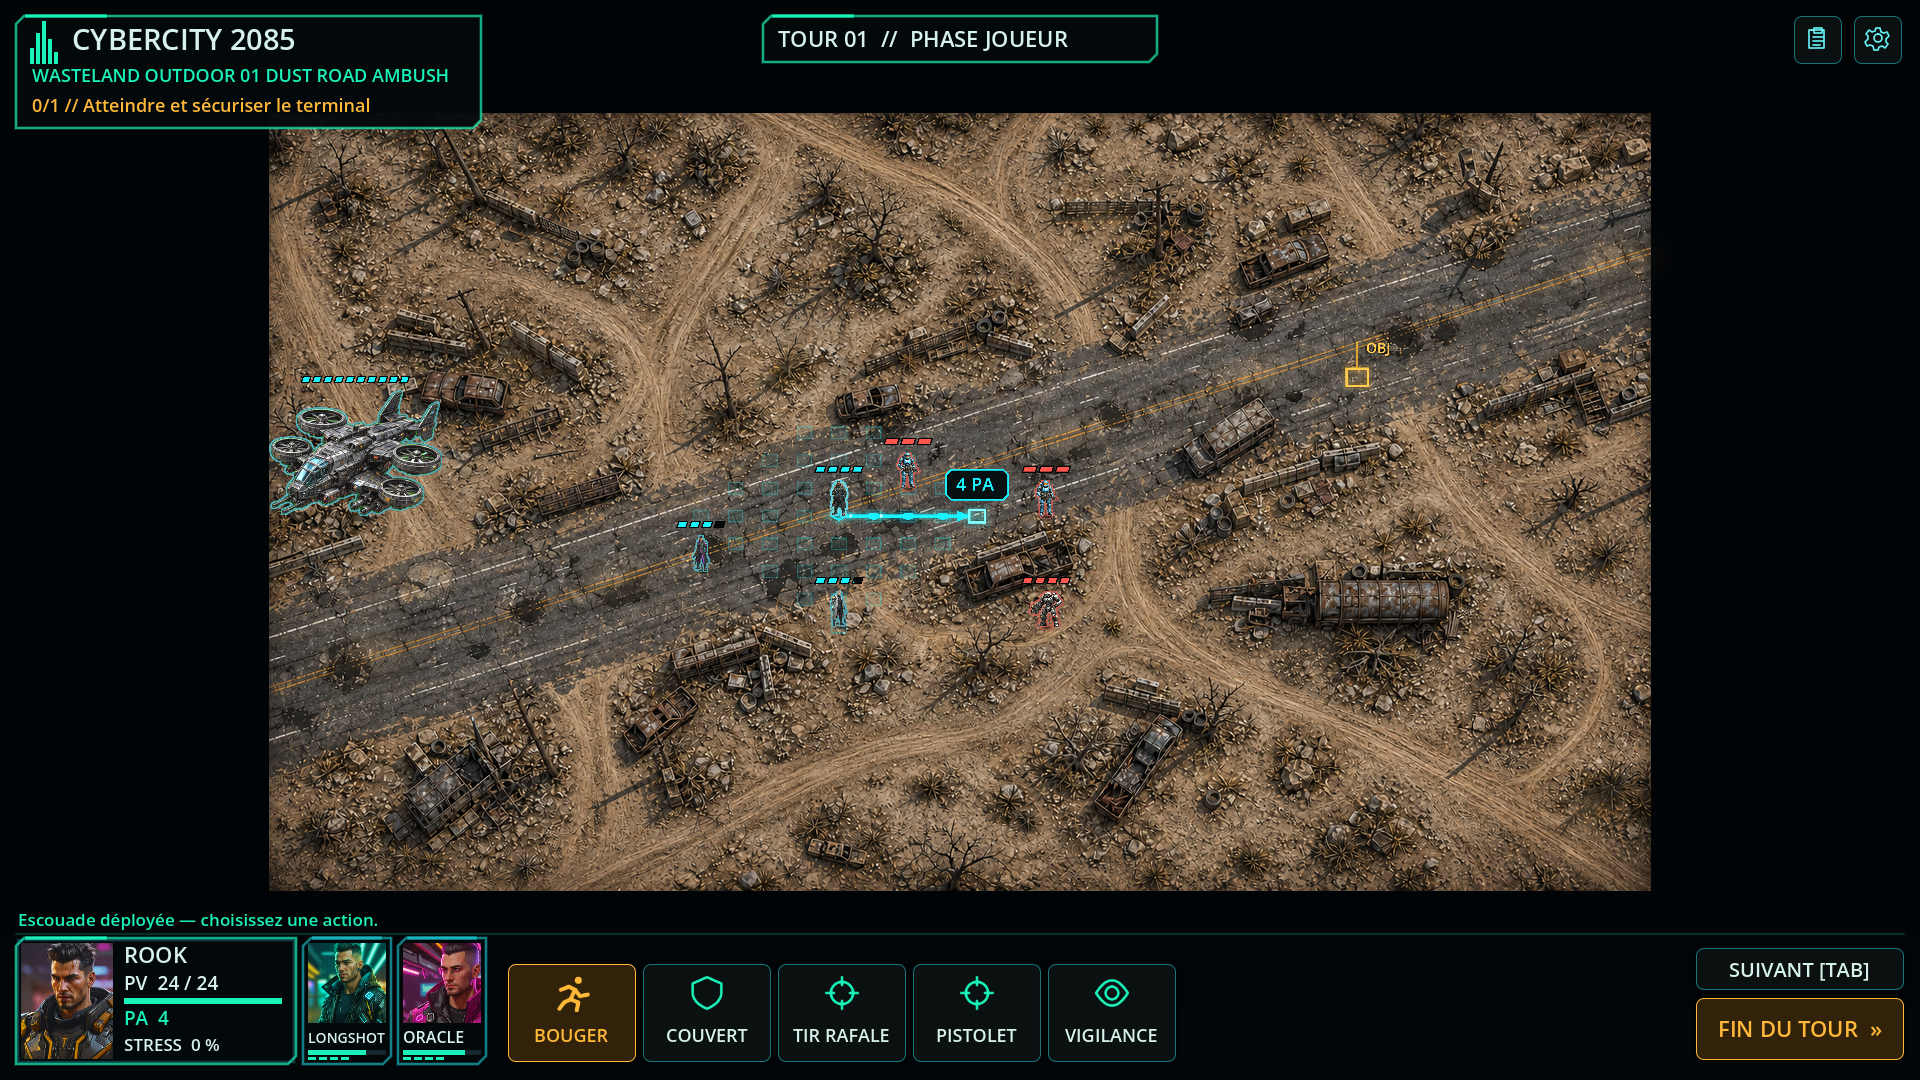 CYBERCITY 2085
WASTELAND OUTDOOR 01 DUST ROAD AMBUSH
0/1 // Atteindre et sécuriser le terminal
TOUR 01 // PHASE JOUEUR
OBJ
4 PA
Escouade déployée — choisissez une action.
ROOK
PV 24 / 24
PA 4
STRESS 0 %
LONGSHOT
ORACLE
BOUGER
COUVERT
TIR RAFALE
PISTOLET
VIGILANCE
SUIVANT [TAB]
FIN DU TOUR »